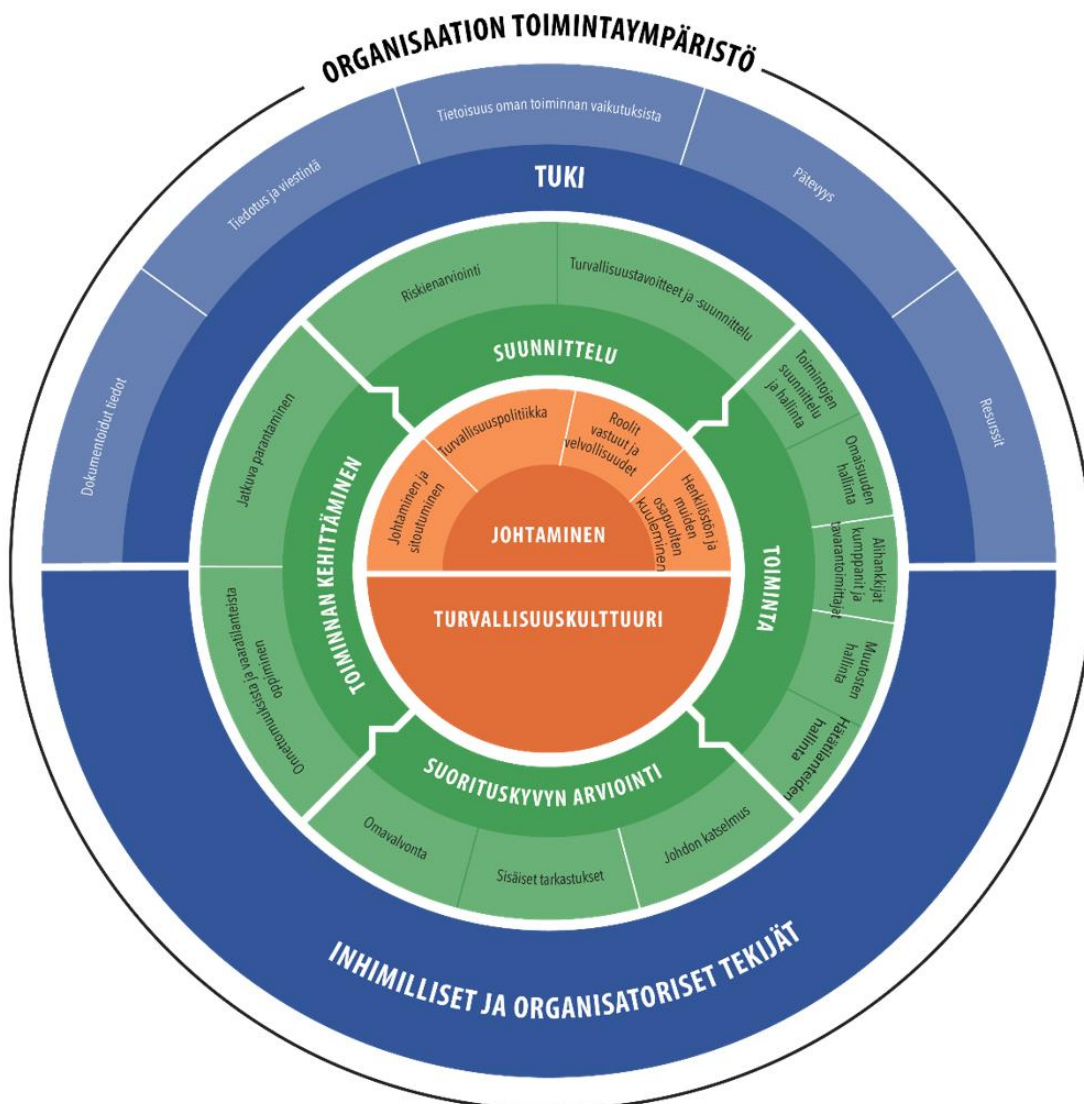 ORGANISAATION TOIMINTAYMPÄRISTÖ
Tietoisuus oman toiminnan vaikutuksista
Tiedotus ja viestintä
Pätevyys
Dokumentoidut tiedot
Resurssit
TUKI
Riskienarviointi
Turvallisuustavoitteet ja -suunnittelu
SUUNNITTELU
Toimintojen
suunnittelu
ja hallinta
Omaisuuden
hallinta
Alihankkijat
kumppanit ja
tavarantoimittajat
Muutosten
hallinta
Hätätilanteiden
hallinta
TOIMINTA
Jatkuva parantaminen
Onnettomuuksista ja vaaratilanteista
oppiminen
TOIMINNAN KEHITTÄMINEN
Johtaminen ja
sitoutuminen
Turvallisuuspolitiikka
Roolit
vastuut ja
velvollisuudet
Henkilöstön ja
muiden
osapuolten
kuuleminen
JOHTAMINEN
TURVALLISUUSKULTTUURI
SUORITUSKYVYN ARVIOINTI
Omavalvonta
Sisäiset tarkastukset
Johdon katselmus
INHIMILLISET JA ORGANISATORISET TEKIJÄT